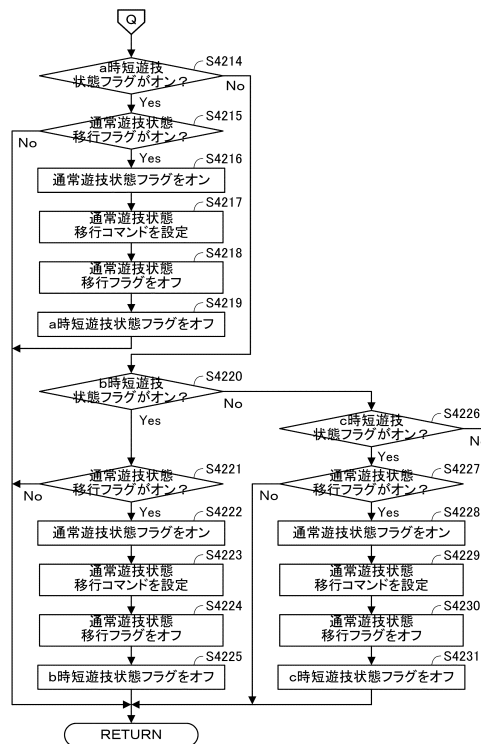 Q
S4214
a時短遊技
状態フラグがオン？
No
Yes
S4215
通常遊技状態
移行フラグがオン？
No
Yes
S4216
通常遊技状態フラグをオン
S4217
通常遊技状態
移行コマンドを設定
S4218
通常遊技状態
移行フラグをオフ
S4219
a時短遊技状態フラグをオフ
S4220
b時短遊技
状態フラグがオン？
No
Yes
S4221
通常遊技状態
移行フラグがオン？
No
Yes
S4222
通常遊技状態フラグをオン
S4223
通常遊技状態
移行コマンドを設定
S4224
通常遊技状態
移行フラグをオフ
S4225
b時短遊技状態フラグをオフ
S4226
c時短遊技
状態フラグがオン？
No
Yes
S4227
通常遊技状態
移行フラグがオン？
No
Yes
S4228
通常遊技状態フラグをオン
S4229
通常遊技状態
移行コマンドを設定
S4230
通常遊技状態
移行フラグをオフ
S4231
c時短遊技状態フラグをオフ
RETURN